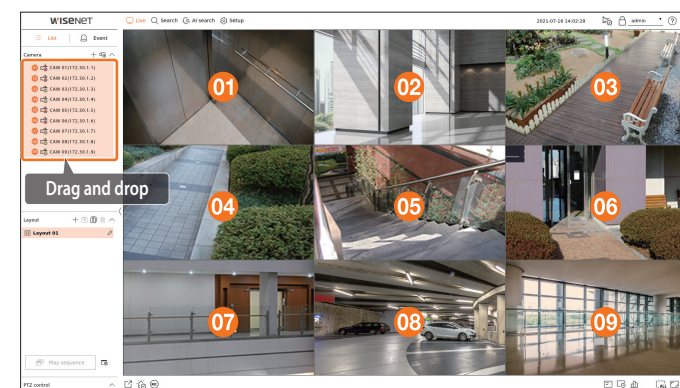 WISENET
Live Search AI search Setup
2021-07-16 14:02:28 admin
List Event
Camera
CAM 01(172.30.1.1)
CAM 02(172.30.1.2)
CAM 03(172.30.1.3)
CAM 04(172.30.1.4)
CAM 05(172.30.1.5)
CAM 06(172.30.1.6)
CAM 07(172.30.1.7)
CAM 08(172.30.1.8)
CAM 09(172.30.1.9)
Drag and drop
Layout
Layout 01
Play sequence
PTZ control
01
02
03
04
05
06
07
08
09
ALL